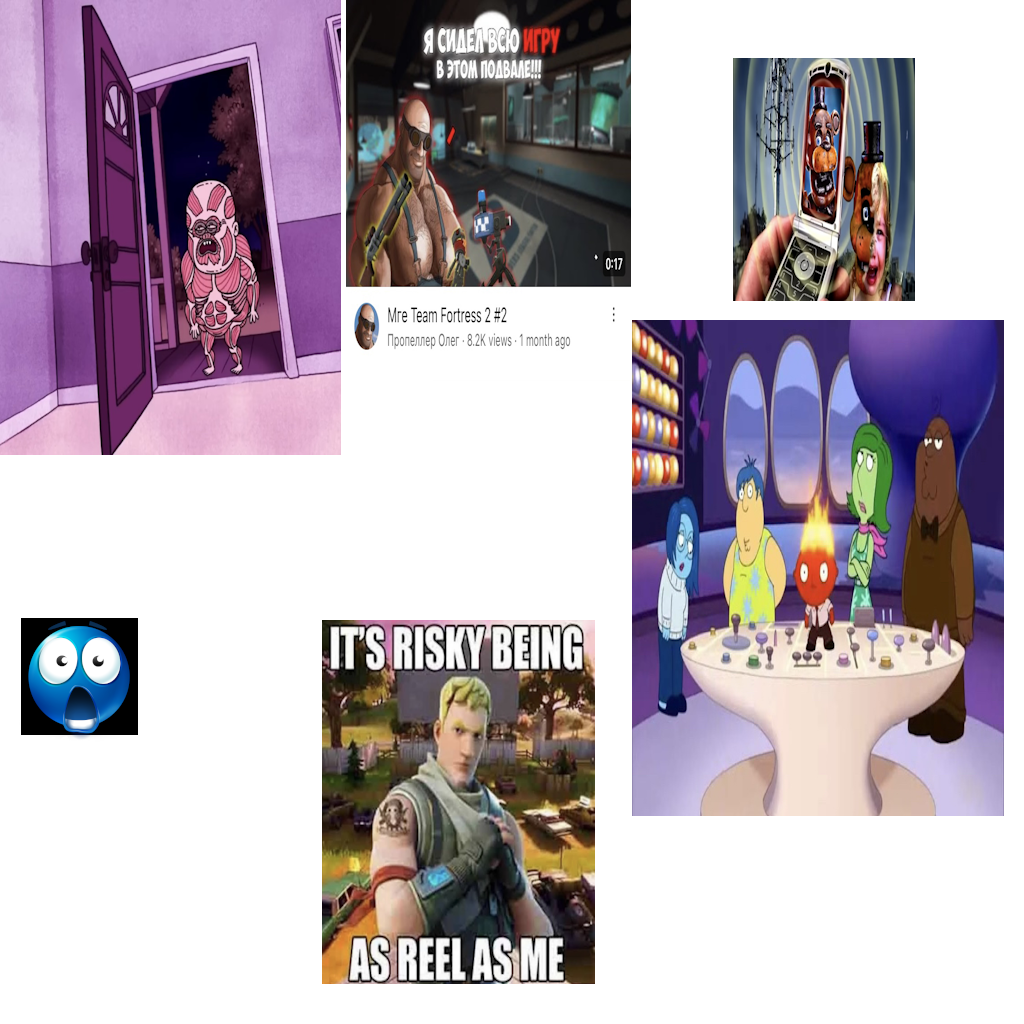 Я СИДЕЛ ВСЮ ИГРУ
В ЭТОМ ПОДВАЛЕ!!!
0:17
Mre Team Fortress 2 #2
Пропеллер Олег · 8.2K views · 1 month ago
IT'S RISKY BEING
AS REEL AS ME